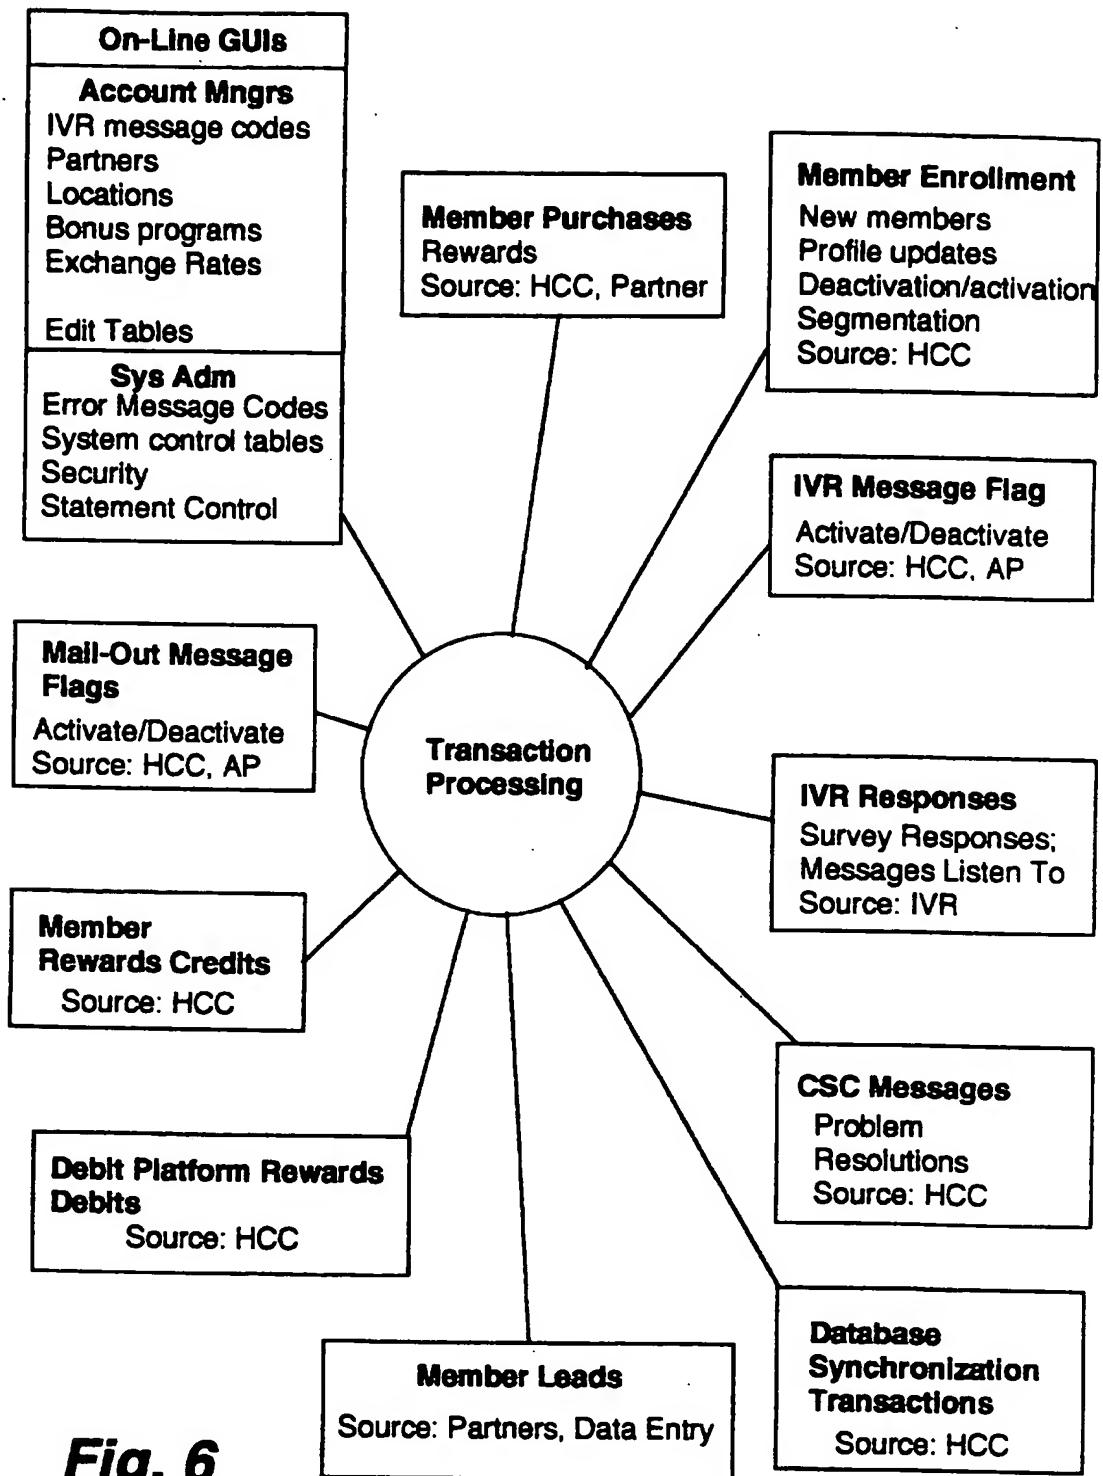 On-Line GUIs
Account Mngrs
IVR message codes
Partners
Locations
Bonus programs
Exchange Rates
Edit Tables
Sys Adm
Error Message Codes
System control tables
Security
Statement Control
Member Purchases
Rewards
Source: HCC, Partner
Member Enrollment
New members
Profile updates
Deactivation/activation
Segmentation
Source: HCC
IVR Message Flag
Activate/Deactivate
Source: HCC, AP
Mail-Out Message
Flags
Activate/Deactivate
Source: HCC, AP
Transaction
Processing
IVR Responses
Survey Responses;
Messages Listen To
Source: IVR
Member
Rewards Credits
Source: HCC
CSC Messages
Problem
Resolutions
Source: HCC
Debit Platform Rewards
Debits
Source: HCC
Member Leads
Source: Partners, Data Entry
Database
Synchronization
Transactions
Source: HCC
Fig. 6